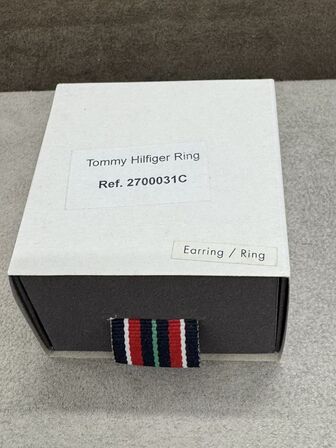 Tommy Hilfiger Ring
Ref. 2700031C
Earring / Ring